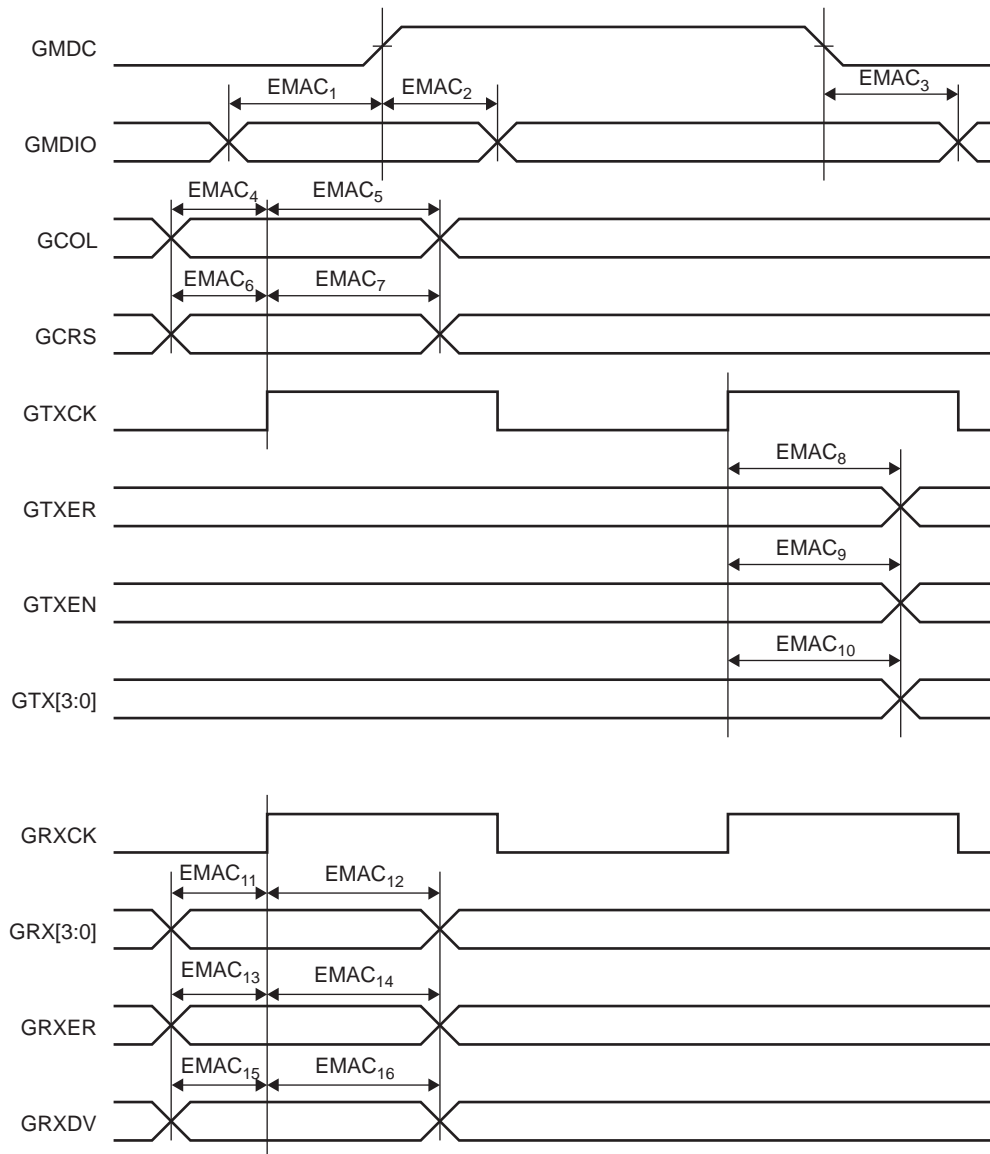 GMDC
EMAC1 EMAC2 EMAC3
GMDIO
EMAC4 EMAC5
GCOL
EMAC6 EMAC7
GCRS
GTXCK
EMAC8
GTXER
EMAC9
GTXEN
EMAC10
GTX[3:0]
GRXCK
EMAC11 EMAC12
GRX[3:0]
EMAC13 EMAC14
GRXER
EMAC15 EMAC16
GRXDV